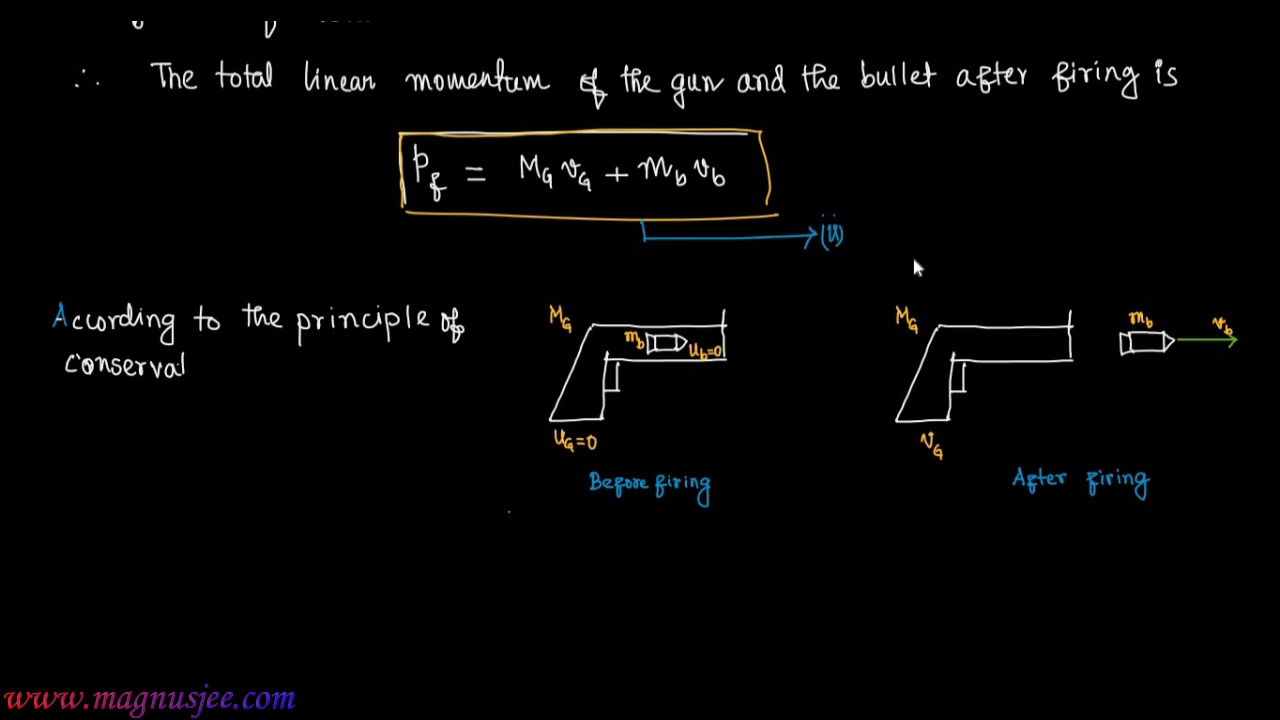 ∴ The total linear momentum of the gun and the bullet after firing is
P_f = M_G v_G + m_b v_b
(ii)
According to the principle of
conserval
M_G
m_b
u_b=0
u_G=0
Before firing
M_G
m_b
v_b
v_G
After firing
www.magnusjee.com